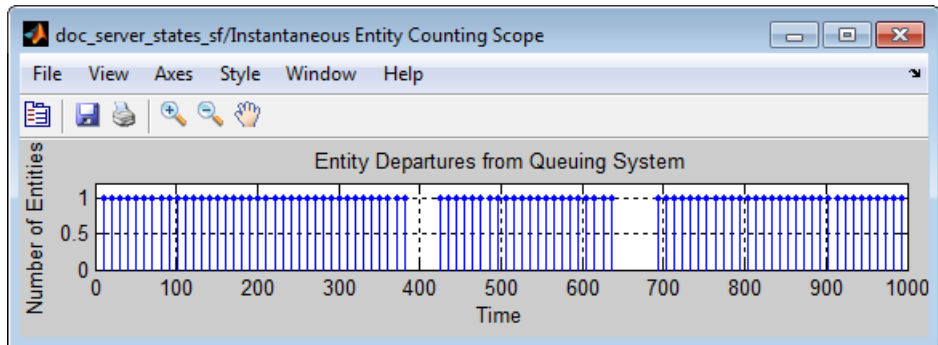 doc_server_states_sf/Instantaneous Entity Counting Scope
File View Axes Style Window Help
Entity Departures from Queuing System
Number of Entities
1
0.5
0
0 100 200 300 400 500 600 700 800 900 1000
Time